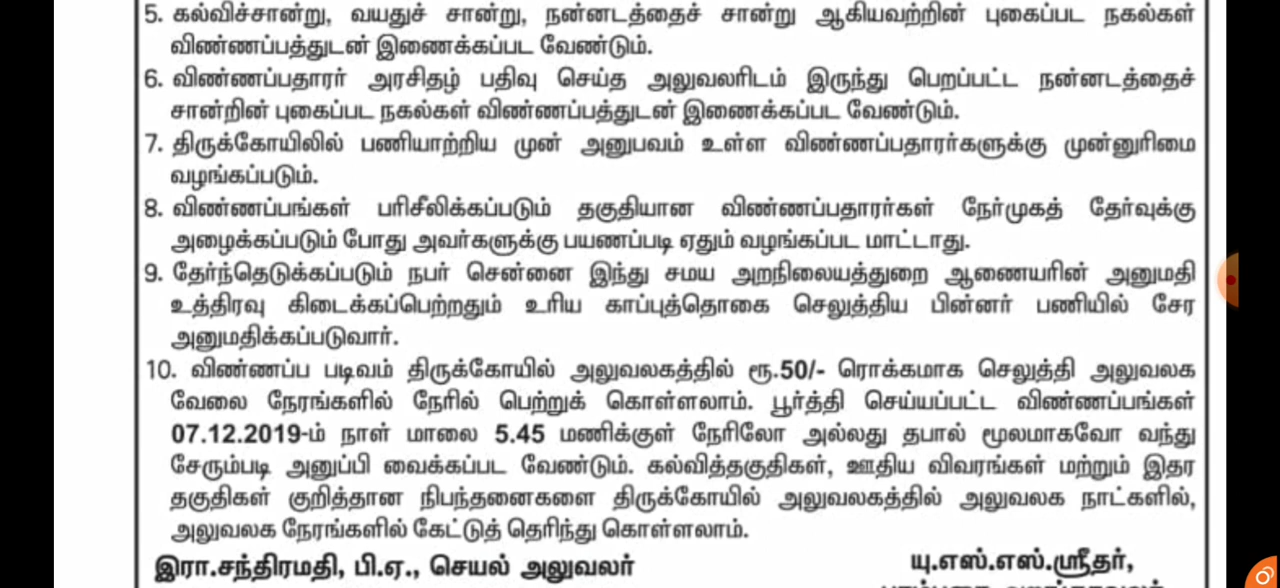 5. கல்விச்சான்று, வயதுச் சான்று, நன்னடத்தைச் சான்று ஆகியவற்றின் புகைப்பட நகல்கள்
விண்ணப்பத்துடன் இணைக்கப்பட வேண்டும்.
6. விண்ணப்பதாரர் அரசிதழ் பதிவு செய்த அலுவலரிடம் இருந்து பெறப்பட்ட நன்னடத்தைச்
சான்றின் புகைப்பட நகல்கள் விண்ணப்பத்துடன் இணைக்கப்பட வேண்டும்.
7. திருக்கோயிலில் பணியாற்றிய முன் அனுபவம் உள்ள விண்ணப்பதாரர்களுக்கு முன்னுரிமை
வழங்கப்படும்.
8. விண்ணப்பங்கள் பரிசீலிக்கப்படும் தகுதியான விண்ணப்பதாரர்கள் நேர்முகத் தேர்வுக்கு
அழைக்கப்படும் போது அவர்களுக்கு பயணப்படி ஏதும் வழங்கப்பட மாட்டாது.
9. தேர்ந்தெடுக்கப்படும் நபர் சென்னை இந்து சமய அறநிலையத்துறை ஆணையரின் அனுமதி
உத்திரவு கிடைக்கப்பெற்றதும் உரிய காப்புத்தொகை செலுத்திய பின்னர் பணியில் சேர
அனுமதிக்கப்படுவார்.
10. விண்ணப்ப படிவம் திருக்கோயில் அலுவலகத்தில் ரூ.50/- ரொக்கமாக செலுத்தி அலுவலக
வேலை நேரங்களில் நேரில் பெற்றுக் கொள்ளலாம். பூர்த்தி செய்யப்பட்ட விண்ணப்பங்கள்
07.12.2019-ம் நாள் மாலை 5.45 மணிக்குள் நேரிலோ அல்லது தபால் மூலமாகவோ வந்து
சேரும்படி அனுப்பி வைக்கப்பட வேண்டும். கல்வித்தகுதிகள், ஊதிய விவரங்கள் மற்றும் இதர
தகுதிகள் குறித்தான நிபந்தனைகளை திருக்கோயில் அலுவலகத்தில் அலுவலக நாட்களில்,
அலுவலக நேரங்களில் கேட்டுத் தெரிந்து கொள்ளலாம்.
இரா.சந்திரமதி, பி.ஏ., செயல் அலுவலர்
யு.எஸ்.எஸ்.ஸ்ரீதர்,